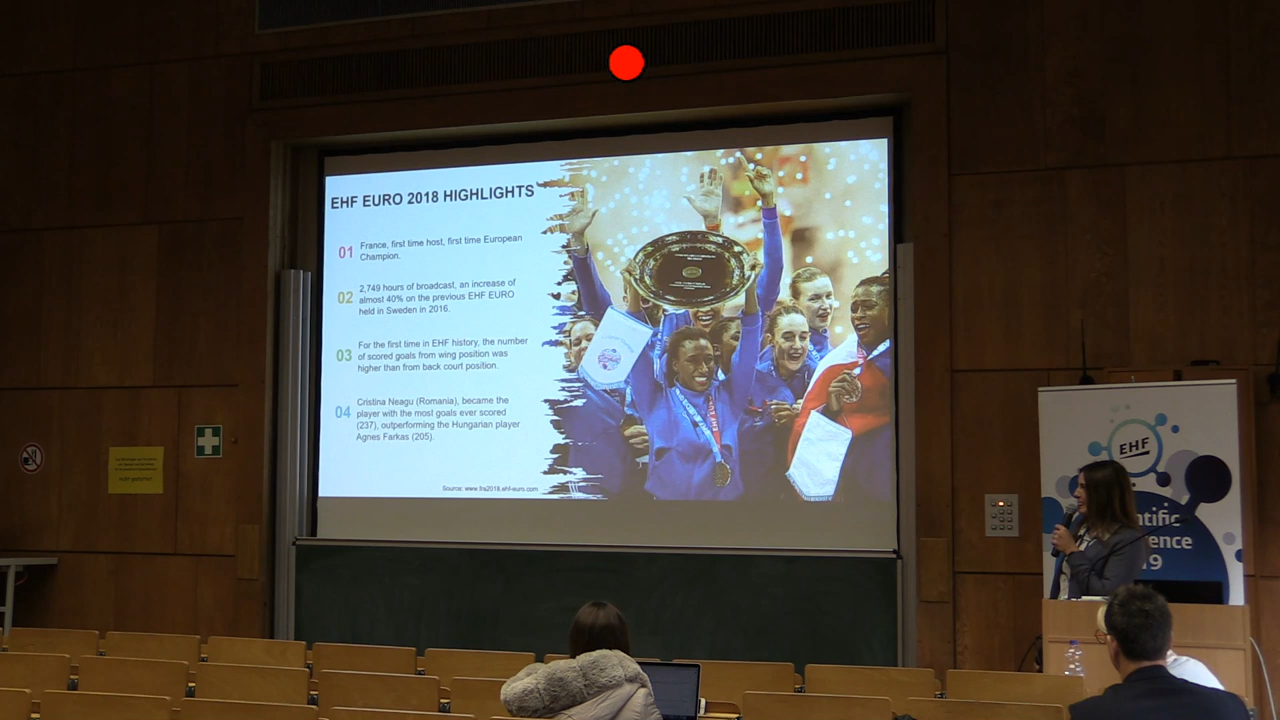 EHF EURO 2018 HIGHLIGHTS
01
France, first time host, first time European
Champion.
02
2,749 hours of broadcast, an increase of
almost 40% on the previous EHF EURO
held in Sweden in 2016.
03
For the first time in EHF history, the number
of scored goals from wing position was
higher than from back court position.
04
Cristina Neagu (Romania), became the
player with the most goals ever scored
(237), outperforming the Hungarian player
Agnes Farkas (205).
Source: www.fra2018.ehf-euro.com
EHF
ntific
erence
19